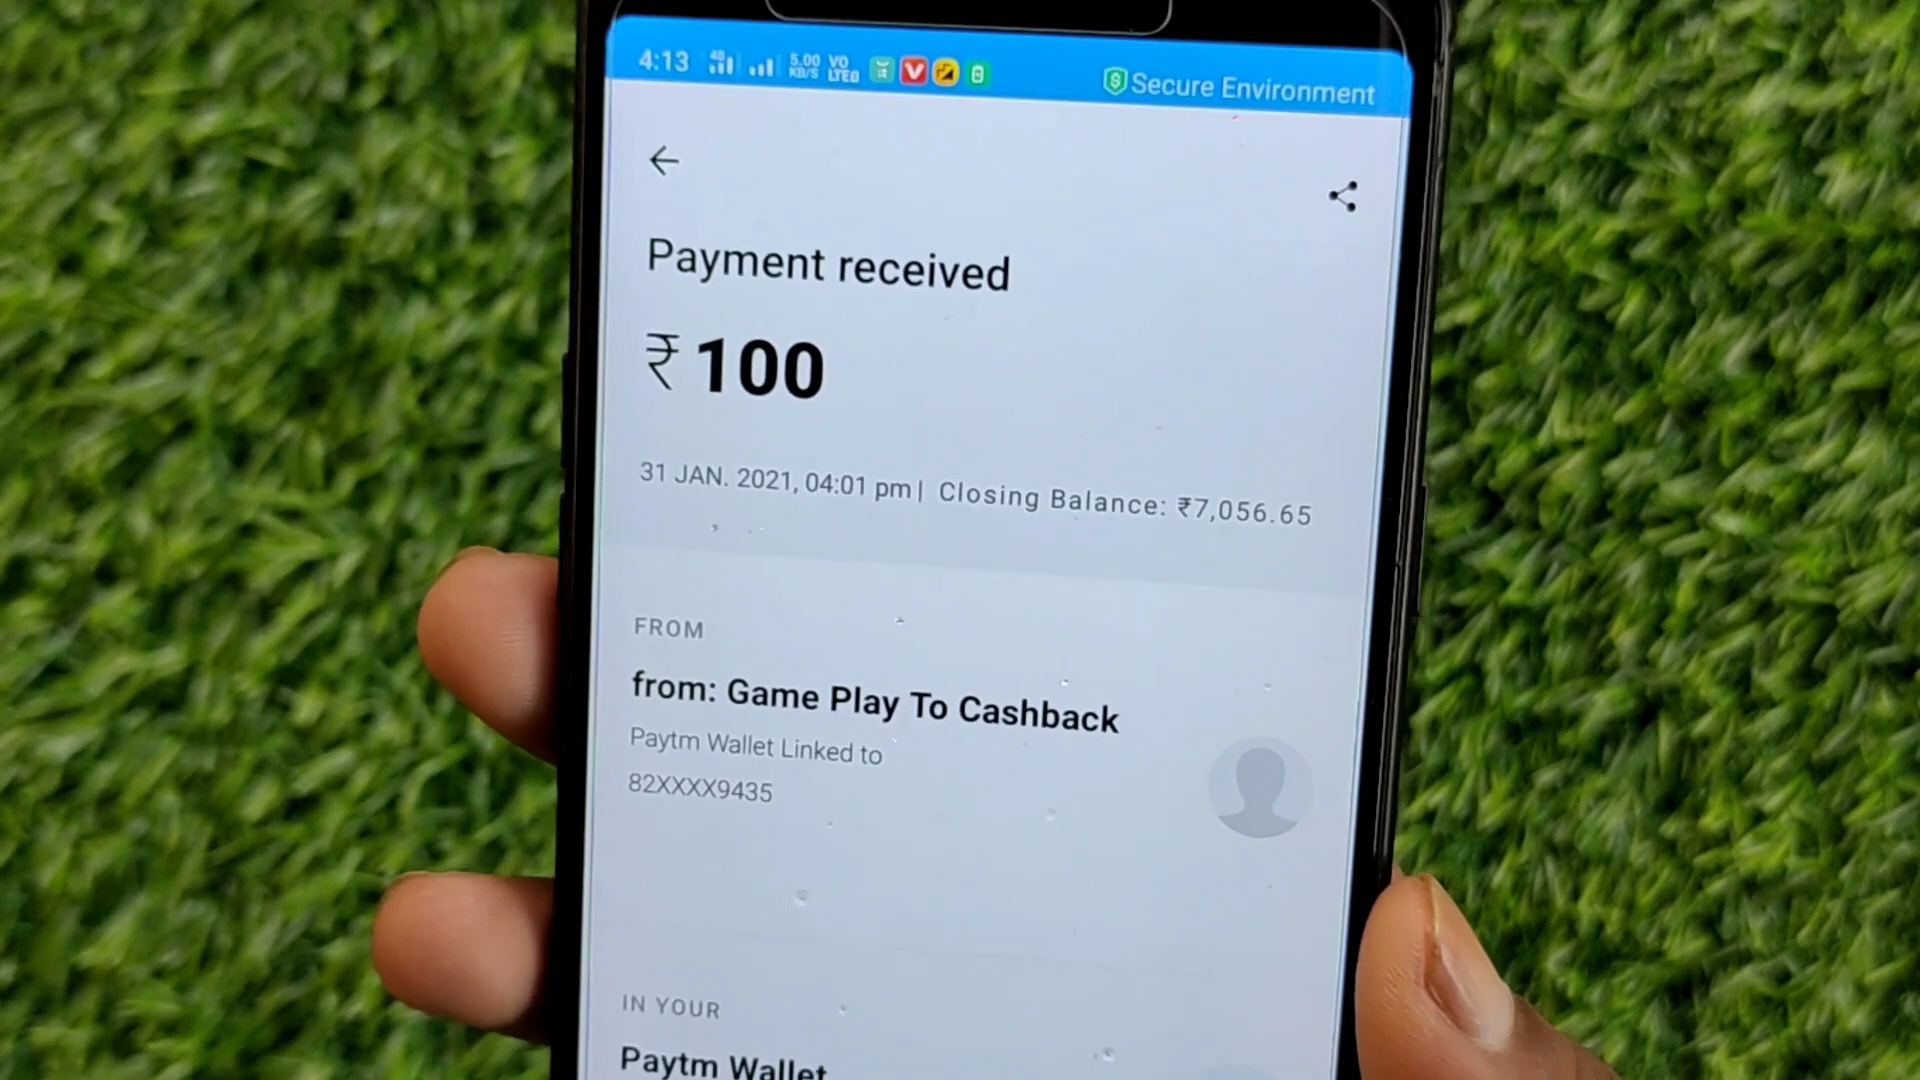 4:13 4G 5.00 KB/S VO LTE Secure Environment
Payment received
₹100
31 JAN. 2021, 04:01 pm | Closing Balance: ₹7,056.65
FROM
from: Game Play To Cashback
Paytm Wallet Linked to
82XXXX9435
IN YOUR
Paytm Wallet